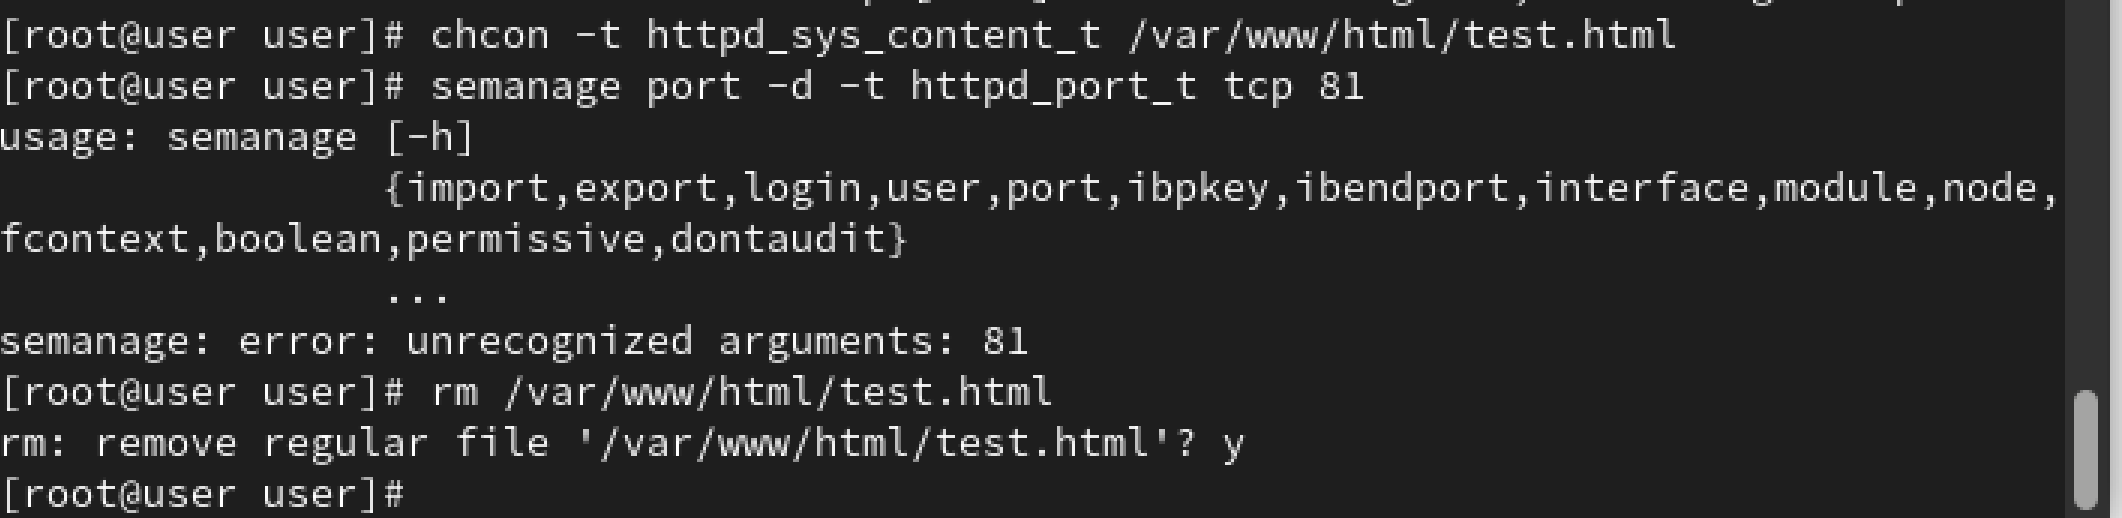 [root@user user]# chcon -t httpd_sys_content_t /var/www/html/test.html
[root@user user]# semanage port -d -t httpd_port_t tcp 81
usage: semanage [-h]
{import,export,login,user,port,ibpkey,ibendport,interface,module,node,
fcontext,boolean,permissive,dontaudit}
...
semanage: error: unrecognized arguments: 81
[root@user user]# rm /var/www/html/test.html
rm: remove regular file '/var/www/html/test.html'? y
[root@user user]#